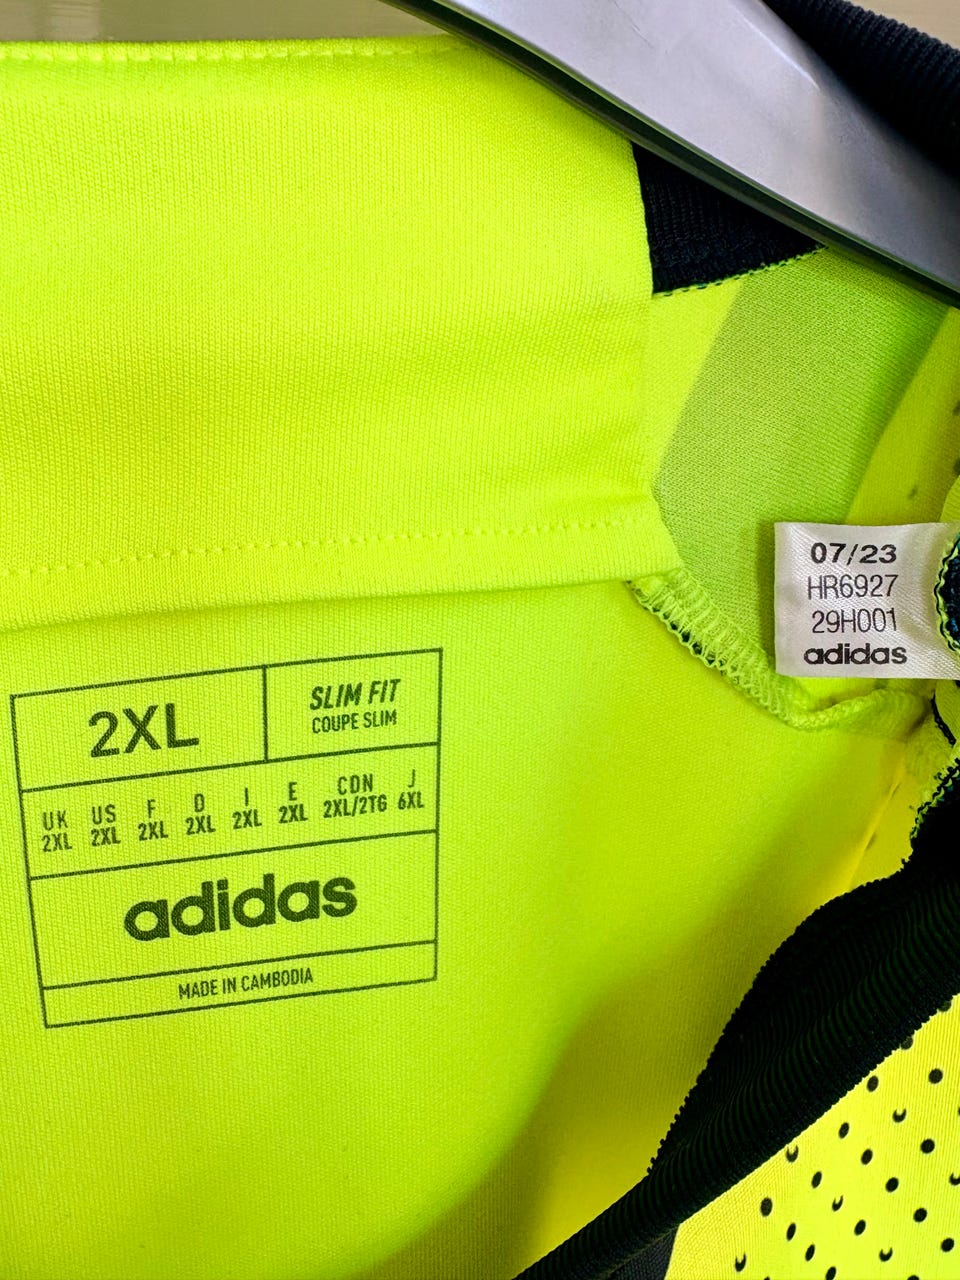 07/23
HR6927
29H001
adidas
2XL
SLIM FIT
COUPE SLIM
UK US F D I E CDN J
2XL 2XL 2XL 2XL 2XL 2XL 2XL/2TG 6XL
adidas
MADE IN CAMBODIA